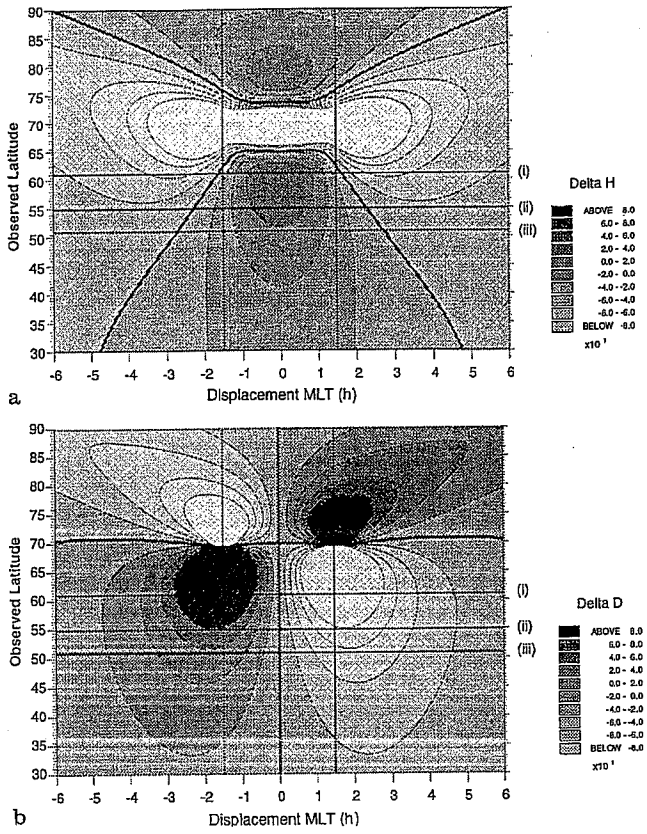 90
85
80
75
70
65
60
55
50
45
40
35
30
Observed Latitude
-6 -5 -4 -3 -2 -1 0 1 2 3 4 5 6
Displacement MLT (h)
(i)
(ii)
(iii)
Delta H
ABOVE 8.0
6.0 - 8.0
4.0 - 6.0
2.0 - 4.0
0.0 - 2.0
-2.0 - 0.0
-4.0 - -2.0
-6.0 - -4.0
-8.0 - -6.0
BELOW -8.0
x10 1
a
90
85
80
75
70
65
60
55
50
45
40
35
30
Observed Latitude
-6 -5 -4 -3 -2 -1 0 1 2 3 4 5 6
Displacement MLT (h)
(i)
(ii)
(iii)
Delta D
ABOVE 8.0
6.0 - 8.0
4.0 - 6.0
2.0 - 4.0
0.0 - 2.0
-2.0 - 0.0
-4.0 - -2.0
-6.0 - -4.0
-8.0 - -6.0
BELOW -8.0
x10 1
b